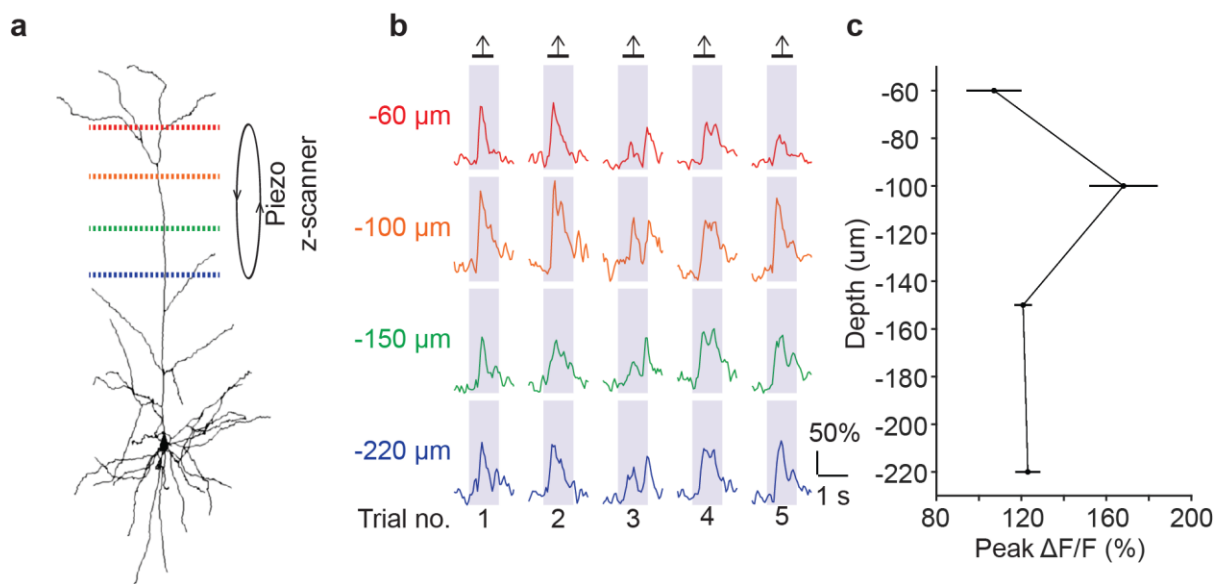 a
Piezo
z-scanner
b
-60 µm
-100 µm
-150 µm
-220 µm
50%
1 s
Trial no. 1 2 3 4 5
c
Depth (um)
-60
-80
-100
-120
-140
-160
-180
-200
-220
80 120 160 200
Peak ΔF/F (%)